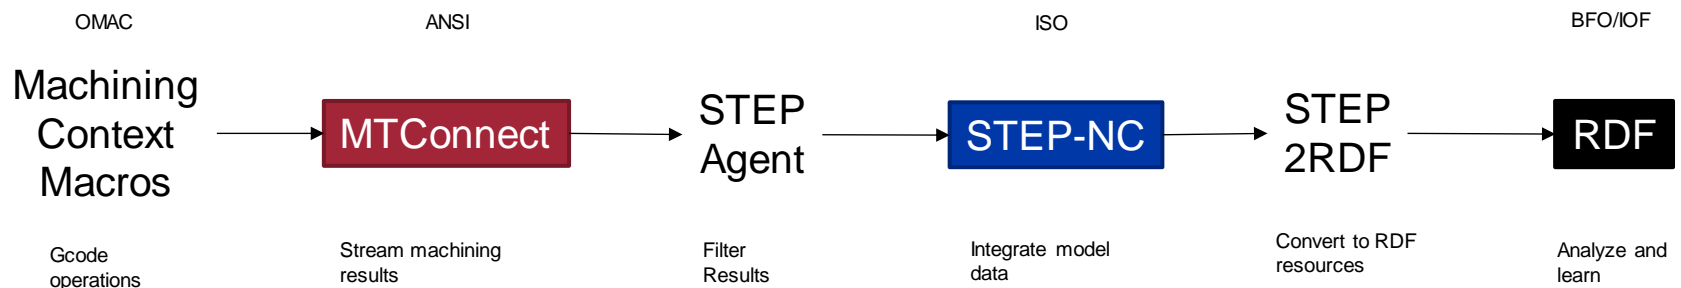 OMAC
ANSI
ISO
BFO/IOF
Machining
Context
Macros
MTConnect
STEP
Agent
STEP-NC
STEP
2RDF
RDF
Gcode
operations
Stream machining
results
Filter
Results
Integrate model
data
Convert to RDF
resources
Analyze and
learn